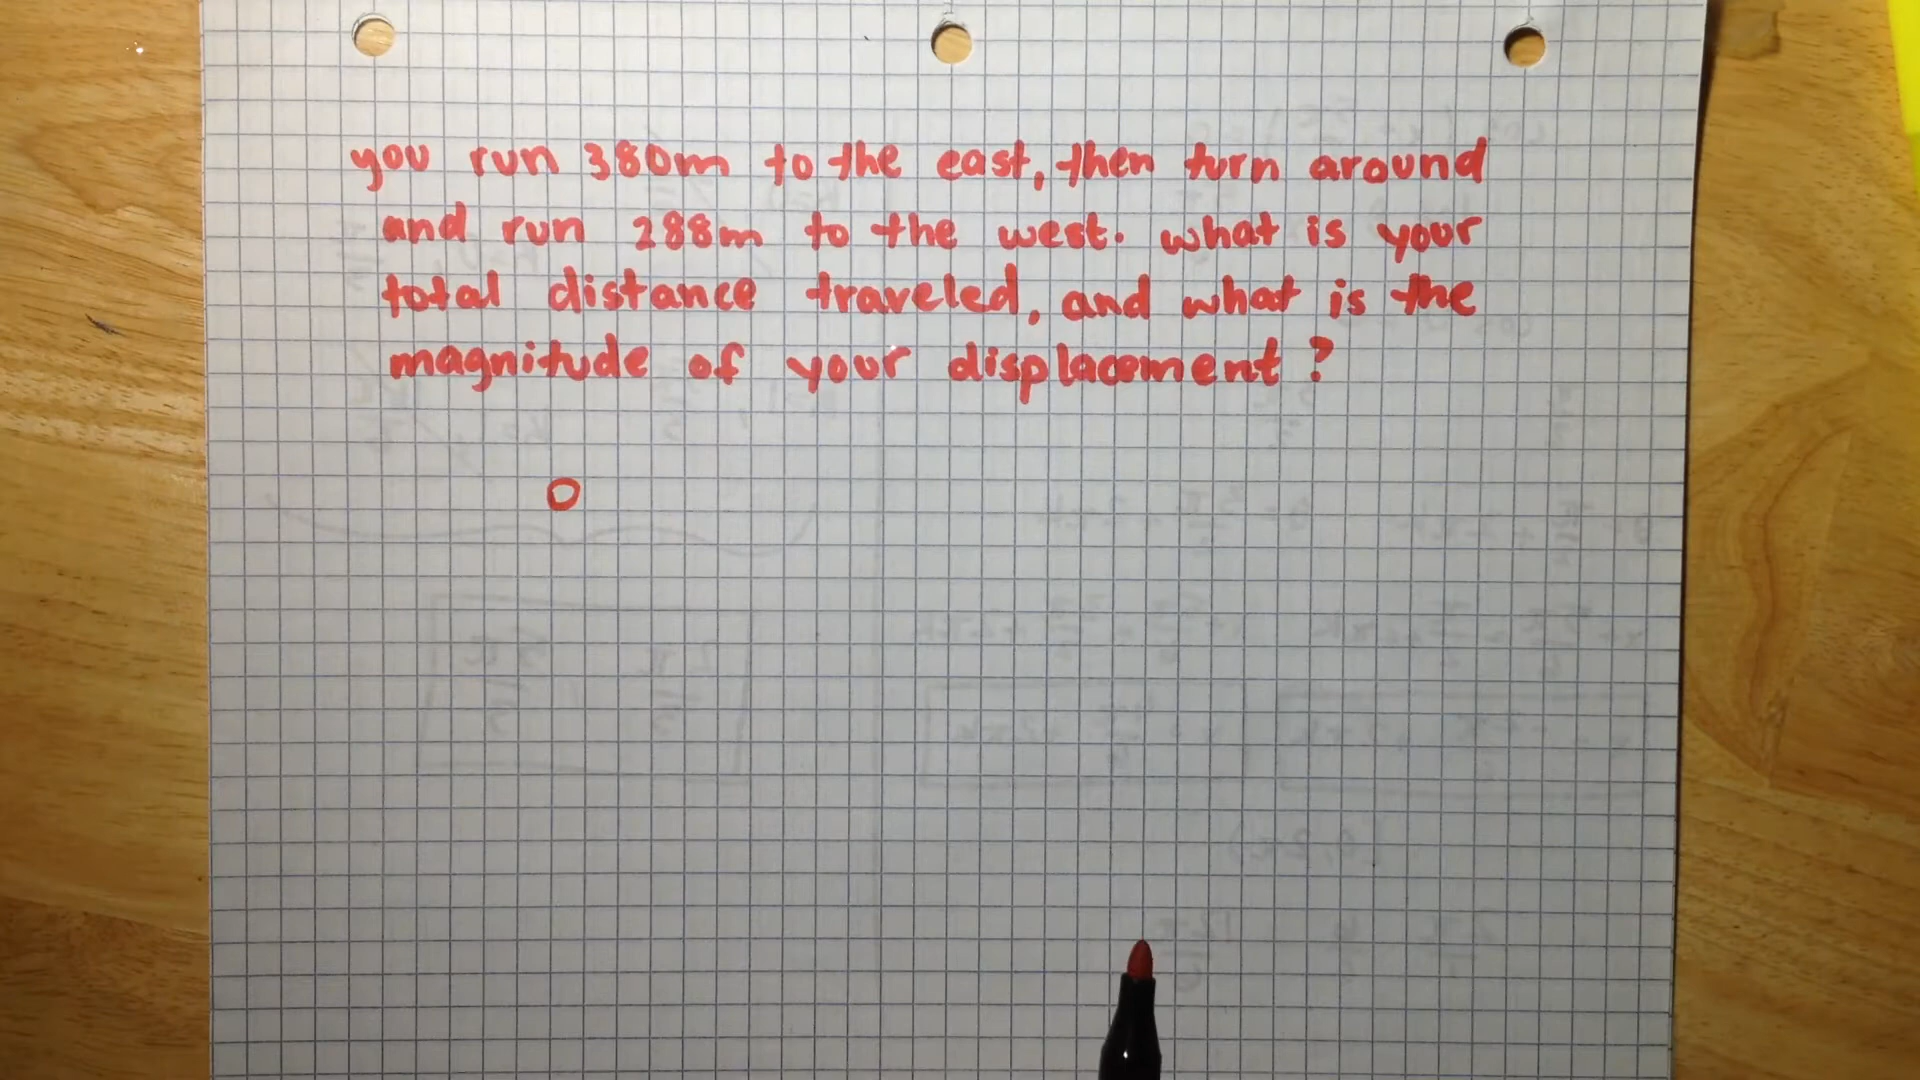 you run 380m to the east, then turn around
and run 288m to the west. what is your
total distance traveled, and what is the
magnitude of your displacement?
O